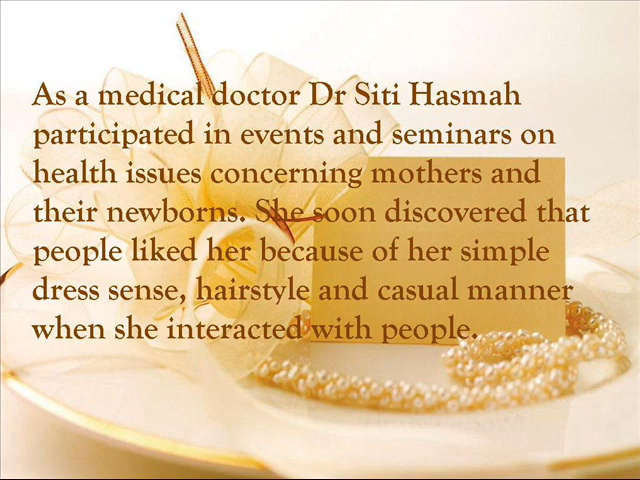 As a medical doctor Dr Siti Hasmah
participated in events and seminars on
health issues concerning mothers and
their newborns. She soon discovered that
people liked her because of her simple
dress sense, hairstyle and casual manner
when she interacted with people.